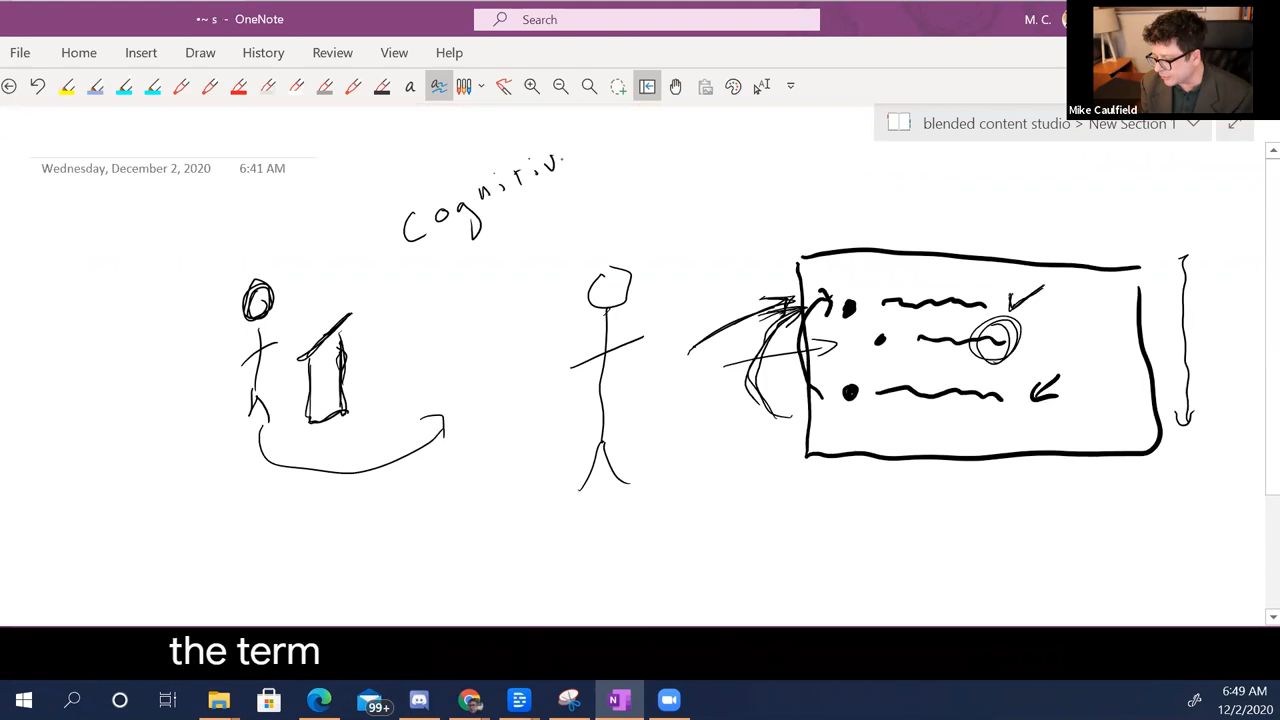 •~ s - OneNote
Search
M. C.
Mike Caulfield
File Home Insert Draw History Review View Help
blended content studio > New Section 1
Wednesday, December 2, 2020 6:41 AM
Cognitiv
the term
99+
6:49 AM
12/2/2020